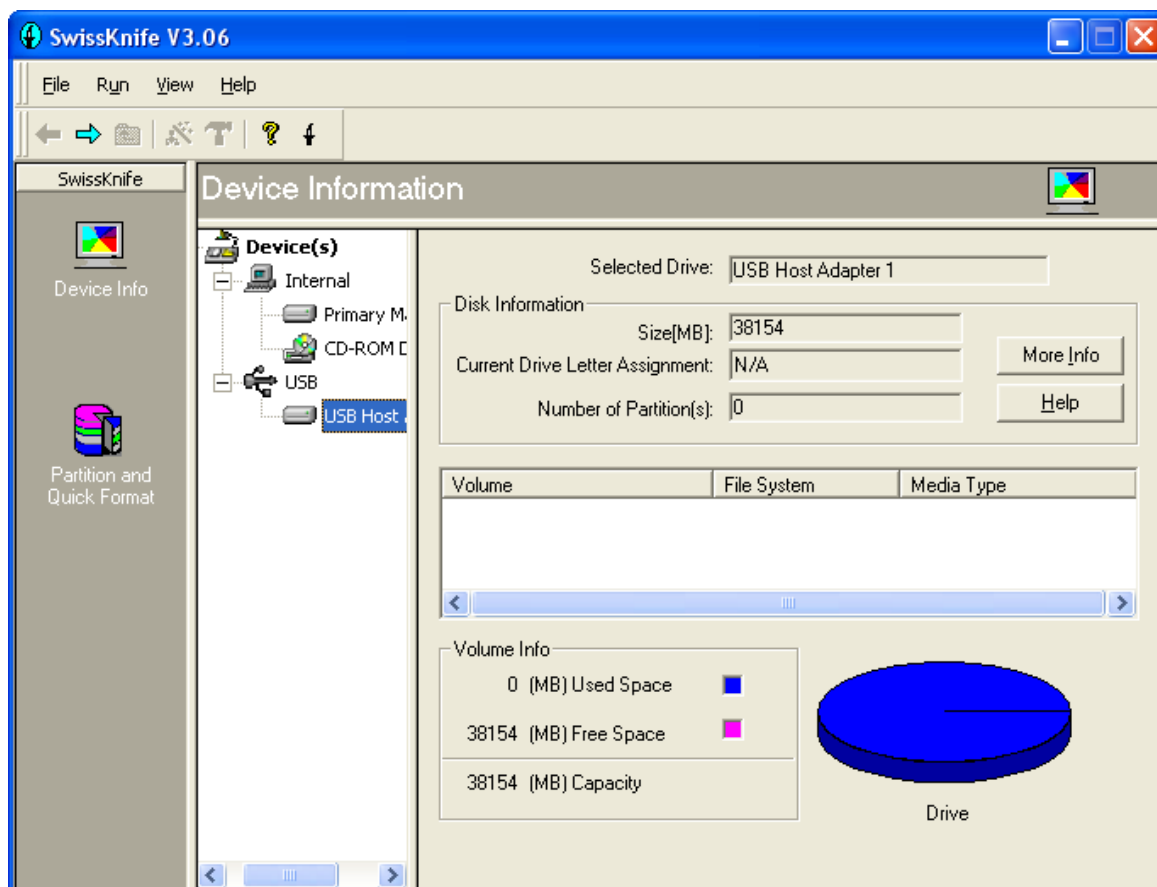 SwissKnife V3.06
File Run View Help
SwissKnife
Device Info
Partition and
Quick Format
Device Information
Device(s)
Internal
Primary M
CD-ROM D
USB
USB Host
Selected Drive: USB Host Adapter 1
Disk Information
Size[MB]: 38154
Current Drive Letter Assignment: N/A
Number of Partition(s): 0
More Info
Help
Volume File System Media Type
Volume Info
0 (MB) Used Space
38154 (MB) Free Space
38154 (MB) Capacity
Drive